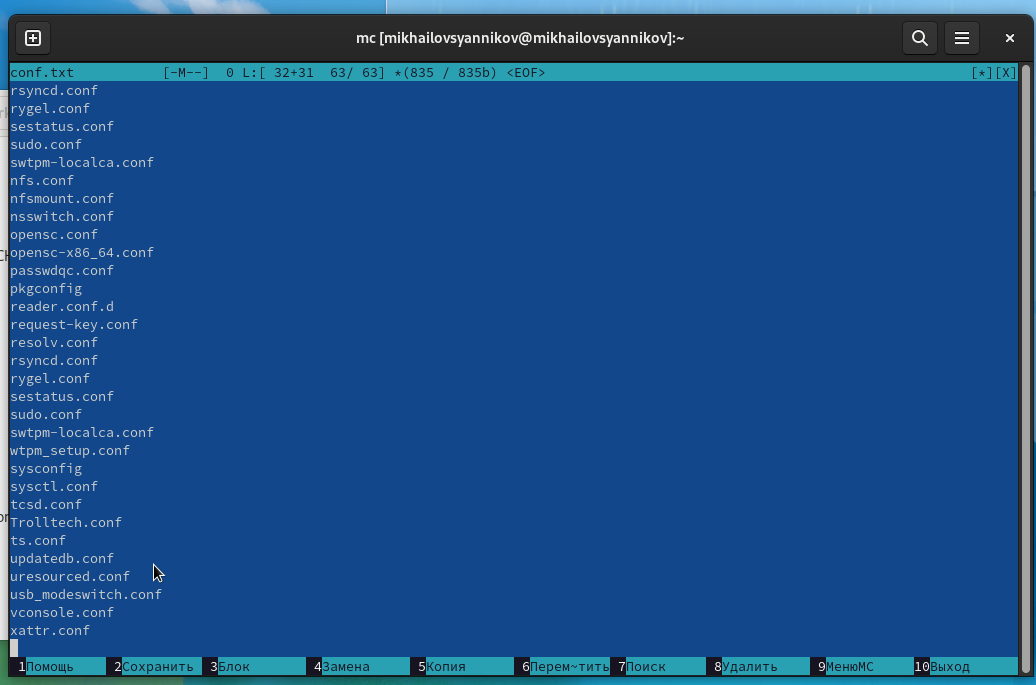 mc [mikhailovsyannikov@mikhailovsyannikov]:~
conf.txt [-M--] 0 L:[ 32+31 63/ 63] *(835 / 835b) <EOF> [*][X]
rsyncd.conf
rygel.conf
sestatus.conf
sudo.conf
swtpm-localca.conf
nfs.conf
nfsmount.conf
nsswitch.conf
opensc.conf
opensc-x86_64.conf
passwdqc.conf
pkgconfig
reader.conf.d
request-key.conf
resolv.conf
rsyncd.conf
rygel.conf
sestatus.conf
sudo.conf
swtpm-localca.conf
wtpm_setup.conf
sysconfig
sysctl.conf
tcsd.conf
Trolltech.conf
ts.conf
updatedb.conf
uresourced.conf
usb_modeswitch.conf
vconsole.conf
xattr.conf
1Помощь 2Сохранить 3Блок 4Замена 5Копия 6Перем~тить 7Поиск 8Удалить 9МенюМС 10Выход